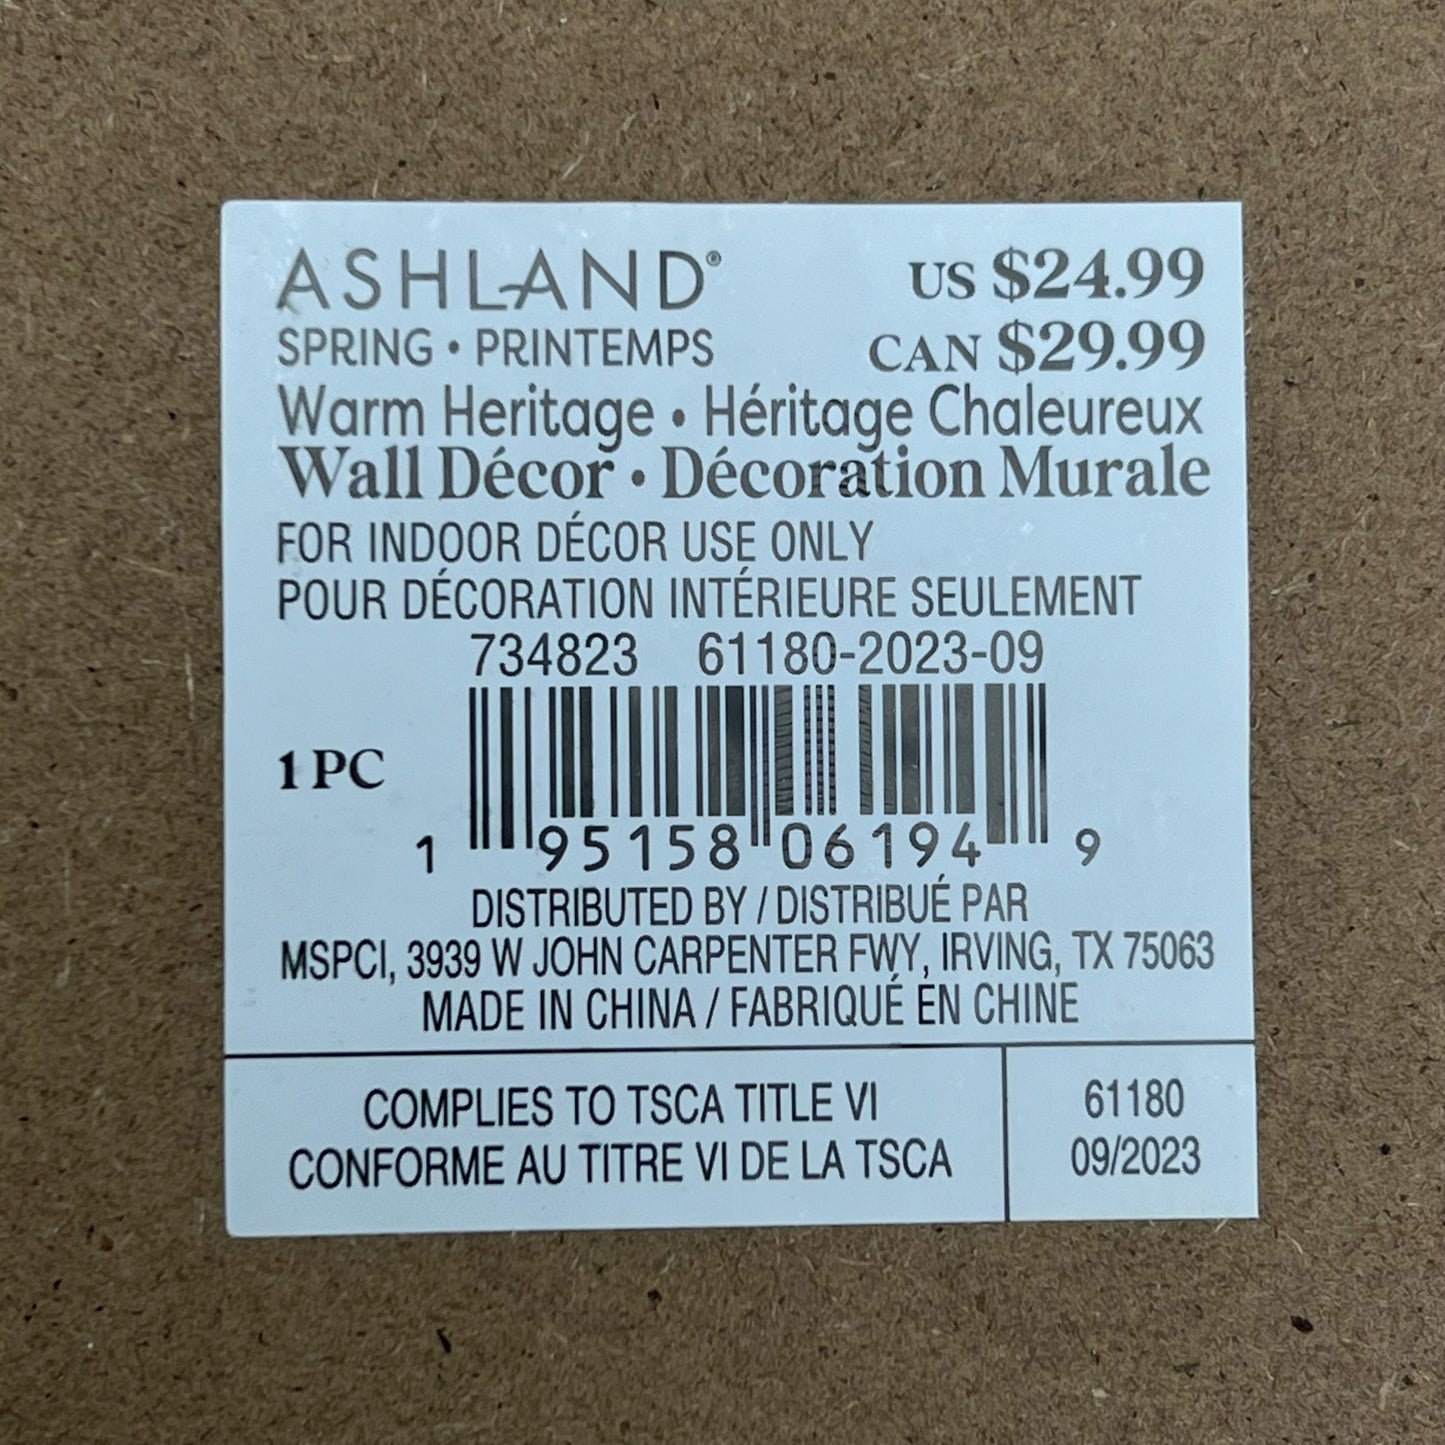 ASHLAND®
US $24.99
SPRING • PRINTEMPS
CAN $29.99
Warm Heritage • Héritage Chaleureux
Wall Décor • Décoration Murale
FOR INDOOR DÉCOR USE ONLY
POUR DÉCORATION INTÉRIEURE SEULEMENT
734823 61180-2023-09
1 PC
1 95158 06194 9
DISTRIBUTED BY / DISTRIBUÉ PAR
MSPCI, 3939 W JOHN CARPENTER FWY, IRVING, TX 75063
MADE IN CHINA / FABRIQUÉ EN CHINE
COMPLIES TO TSCA TITLE VI
CONFORME AU TITRE VI DE LA TSCA
61180
09/2023